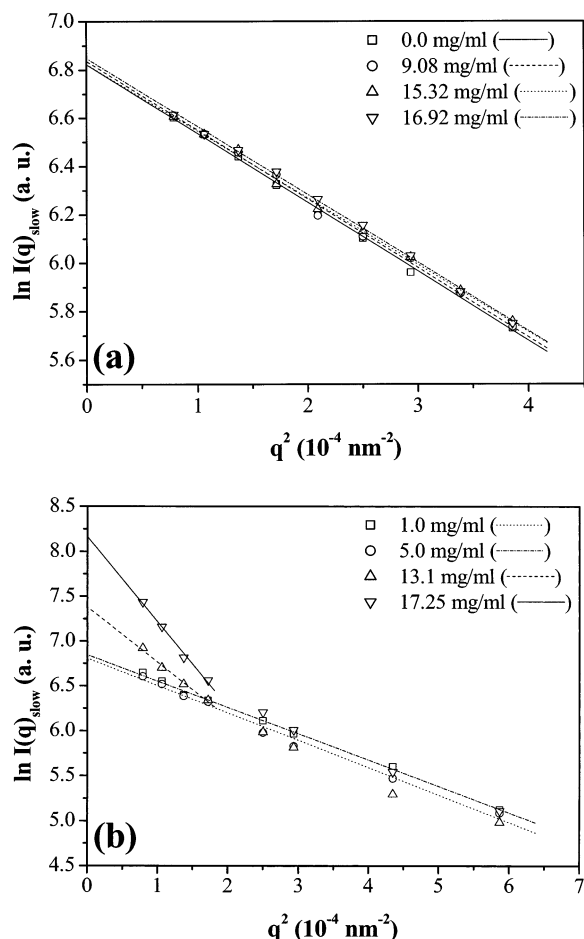 7.0
6.8
6.6
6.4
6.2
6.0
5.8
5.6
0
1
2
3
4
ln I(q)slow (a. u.)
q² (10⁻⁴ nm⁻²)
0.0 mg/ml (——)
9.08 mg/ml (-------)
15.32 mg/ml (........)
16.92 mg/ml (-·-·-·-)
(a)
8.5
8.0
7.5
7.0
6.5
6.0
5.5
5.0
4.5
0
1
2
3
4
5
6
7
ln I(q)slow (a. u.)
q² (10⁻⁴ nm⁻²)
1.0 mg/ml (........)
5.0 mg/ml (-·-·-·-)
13.1 mg/ml (-------)
17.25 mg/ml (——)
(b)